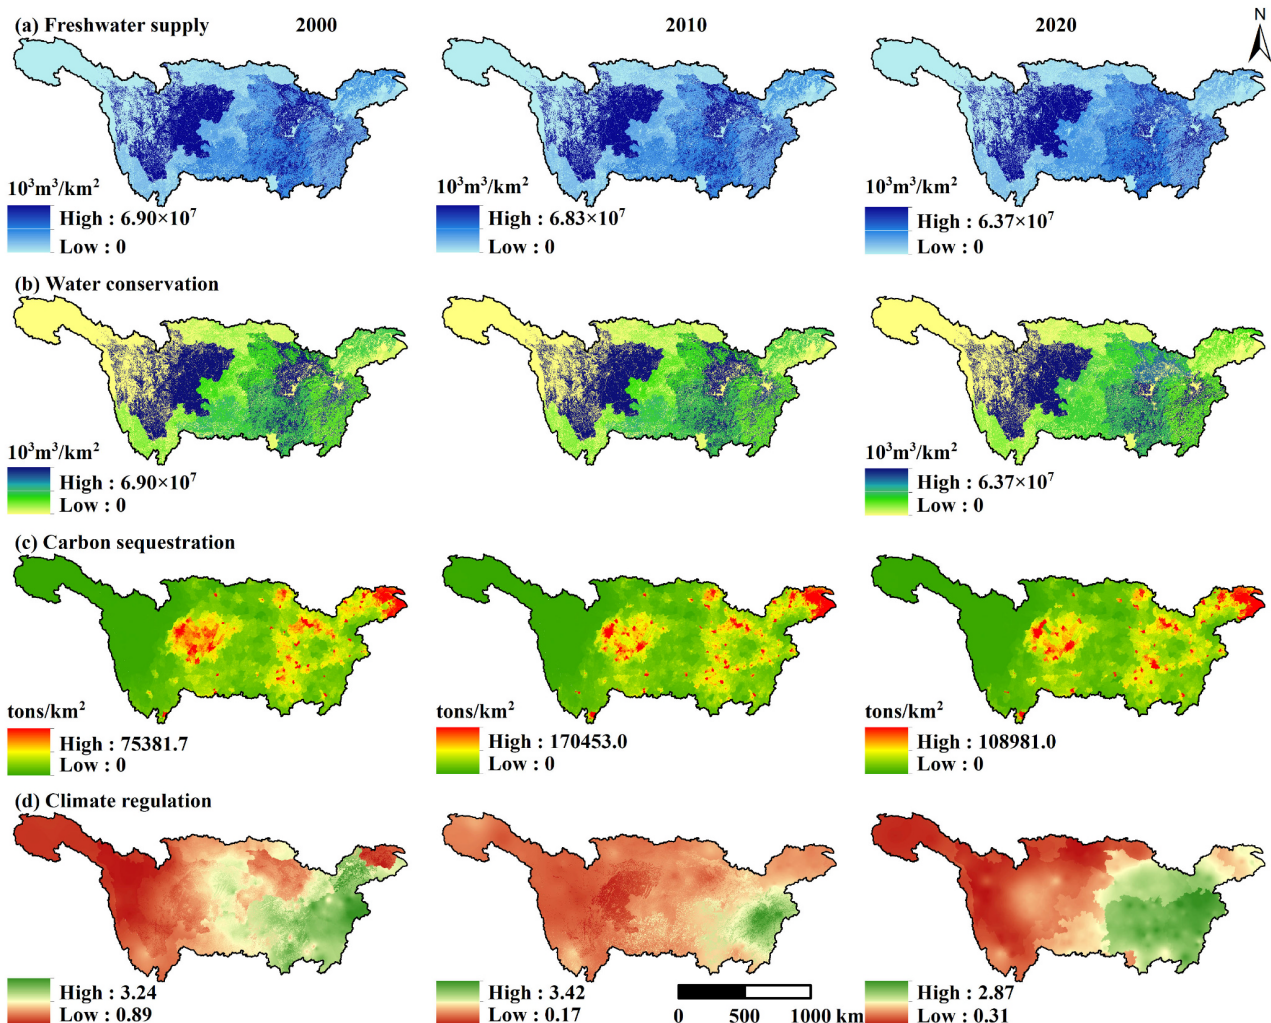 (a) Freshwater supply 2000 2010 2020 N
10³m³/km² 10³m³/km² 10³m³/km²
High : 6.90×10⁷ High : 6.83×10⁷ High : 6.37×10⁷
Low : 0 Low : 0 Low : 0
(b) Water conservation
10³m³/km² 10³m³/km²
High : 6.90×10⁷ High : 6.37×10⁷
Low : 0 Low : 0
(c) Carbon sequestration
tons/km² tons/km² tons/km²
High : 75381.7 High : 170453.0 High : 108981.0
Low : 0 Low : 0 Low : 0
(d) Climate regulation
High : 3.24 High : 3.42 High : 2.87
Low : 0.89 Low : 0.17 0 500 1000 km Low : 0.31